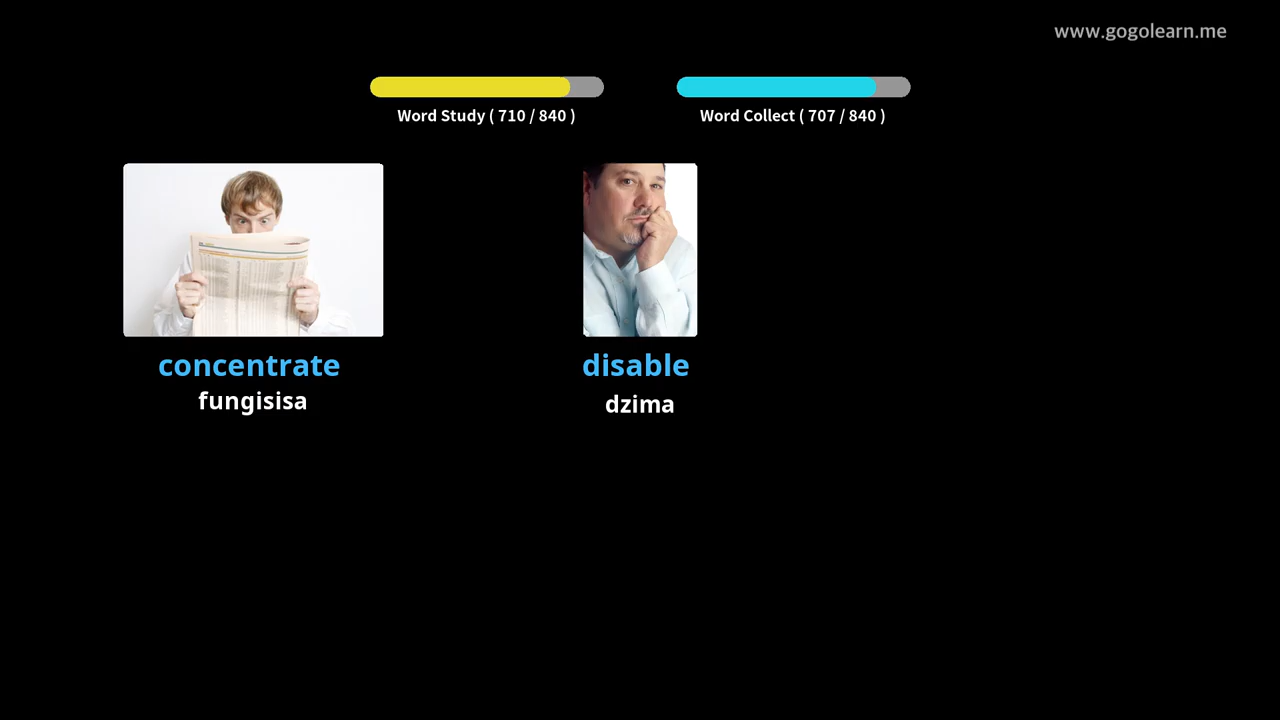 www.gogolearn.me
Word Study ( 710 / 840 )
Word Collect ( 707 / 840 )
concentrate
fungisisa
disable
dzima